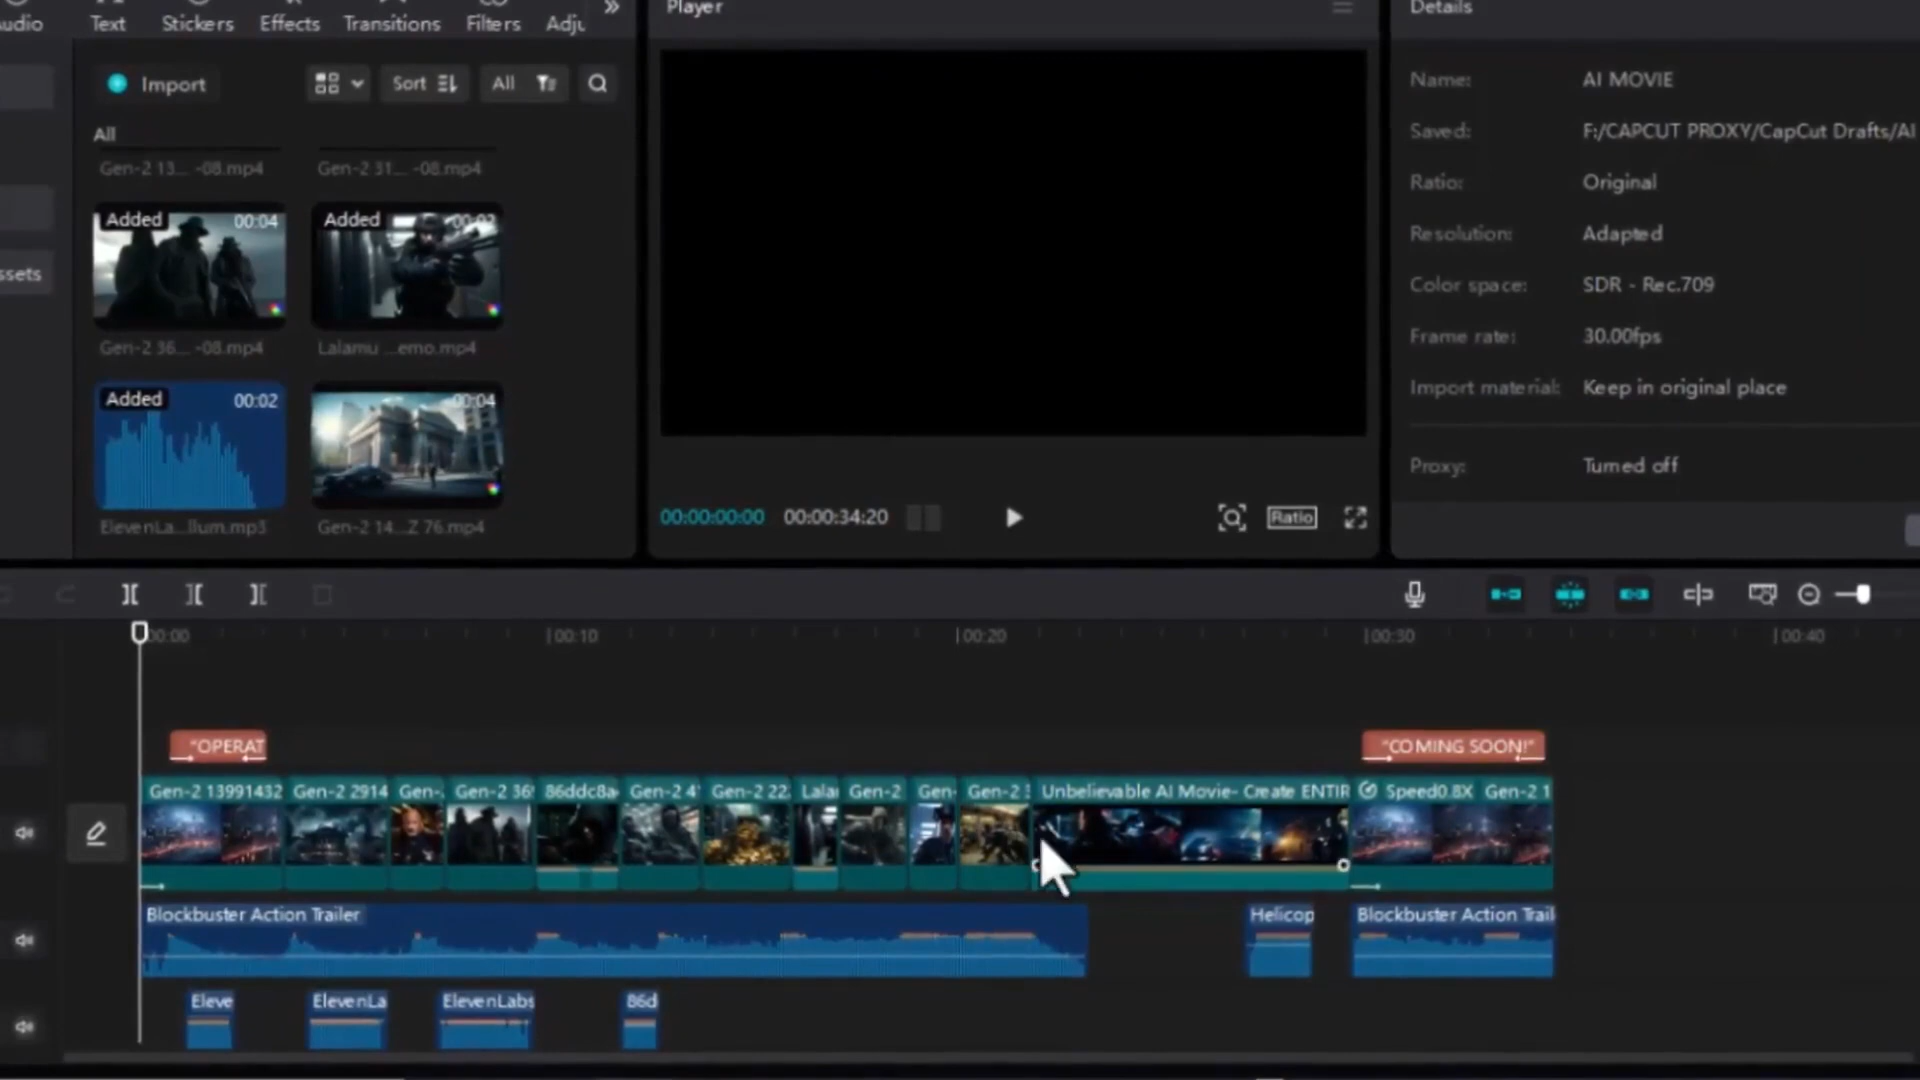 Text
Stickers
Effects
Transitions
Filters
Player
Details
Import
Sort
All
All
Gen-2 13... -08.mp4
Gen-2 31... -08.mp4
Added
00:04
Added
00:02
Gen-2 36... -08.mp4
Lalamu ...emo.mp4
Added
00:02
00:04
ElevenLa...llum.mp3
Gen-2 14...Z 76.mp4
00:00:00:00
00:00:34:20
Ratio
Name:
AI MOVIE
Saved:
F:/CAPCUT PROXY/CapCut Drafts/AI
Ratio:
Original
Resolution:
Adapted
Color space:
SDR - Rec.709
Frame rate:
30.00fps
Import material:
Keep in original place
Proxy:
Turned off
00:00
00:10
00:20
00:30
00:40
"OPERAT
"COMING SOON!"
Gen-2 13991432
Gen-2 2914
Gen-
Gen-2 36
86ddc8a
Gen-2 4
Gen-2 22
Lala
Gen-2
Gen-
Gen-2
Unbelievable AI Movie- Create ENTIR
Speed0.8X
Gen-2 1
Blockbuster Action Trailer
Helicop
Blockbuster Action Trail
Eleve
ElevenLa
ElevenLabs
86d